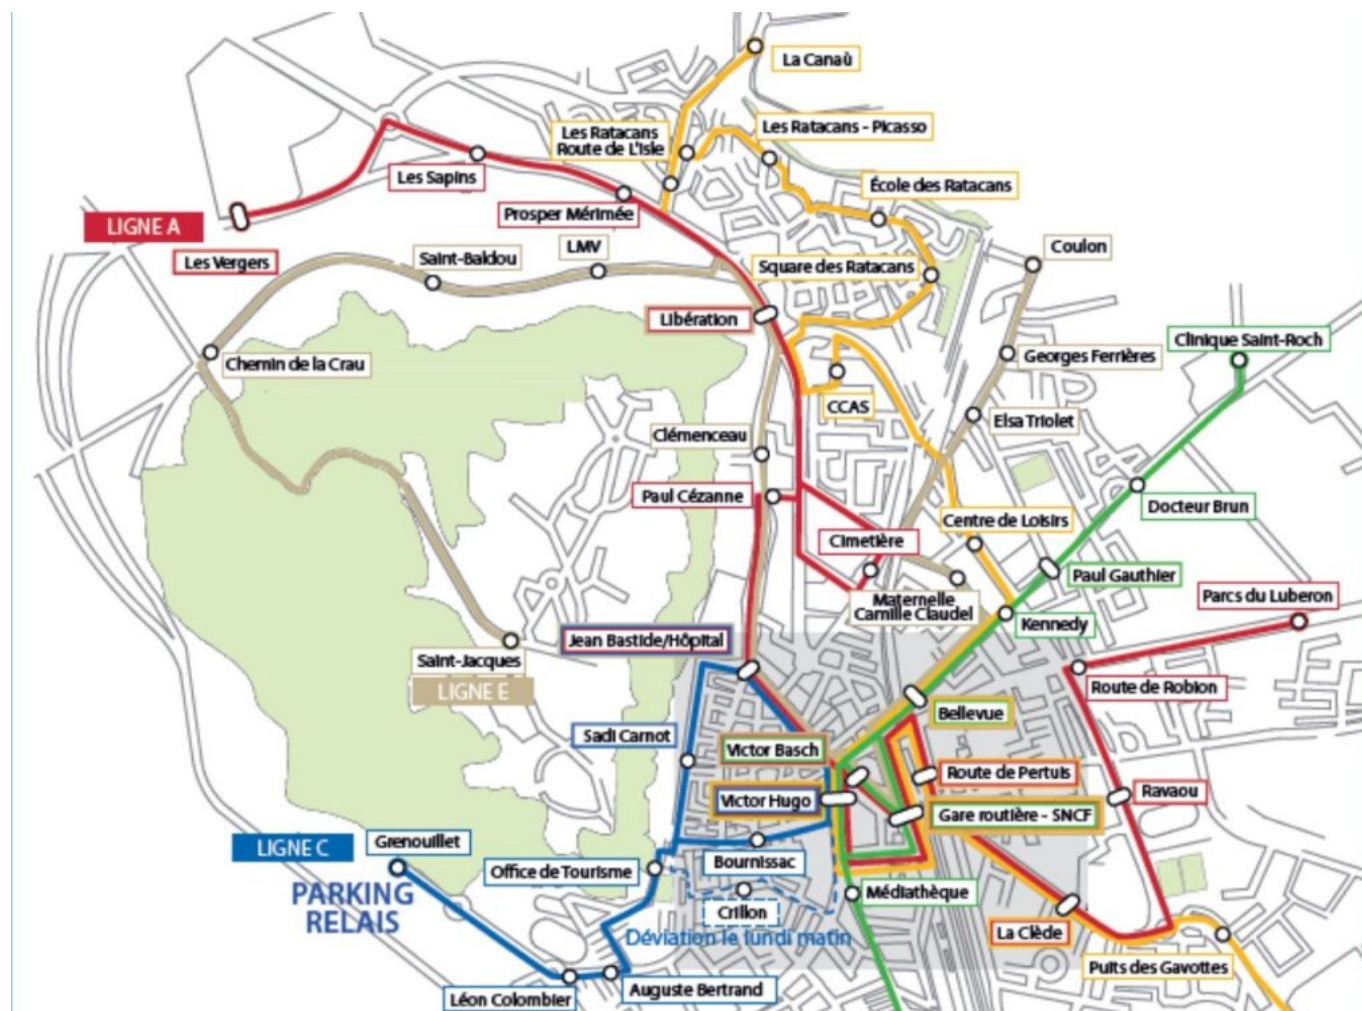 La Canaù
Les Ratacans
Route de L'Isle
Les Ratacans - Picasso
Les Sapins
École des Ratacans
Prosper Mérimée
LIGNE A
Les Vergers
Saint-Baldou
LMV
Coulon
Square des Ratacans
Libération
Clinique Saint-Roch
Chemin de la Crau
Georges Ferrières
CCAS
Elsa Triolet
Clémenceau
Paul Cézanne
Docteur Brun
Centre de Loisirs
Cimetière
Paul Gauthier
Parcs du Luberon
Maternelle
Camille Claudel
Kennedy
Jean Bastide/Hôpital
Saint-Jacques
LIGNE E
Route de Robion
Bellevue
Sadi Carnot
Victor Basch
Route de Pertuis
Ravaou
Victor Hugo
Gare routière - SNCF
LIGNE C
Grenouillet
PARKING
RELAIS
Office de Tourisme
Bournissac
Médiathèque
Crillon
Déviation le lundi matin
La Clède
Puits des Gavottes
Léon Colombier
Auguste Bertrand